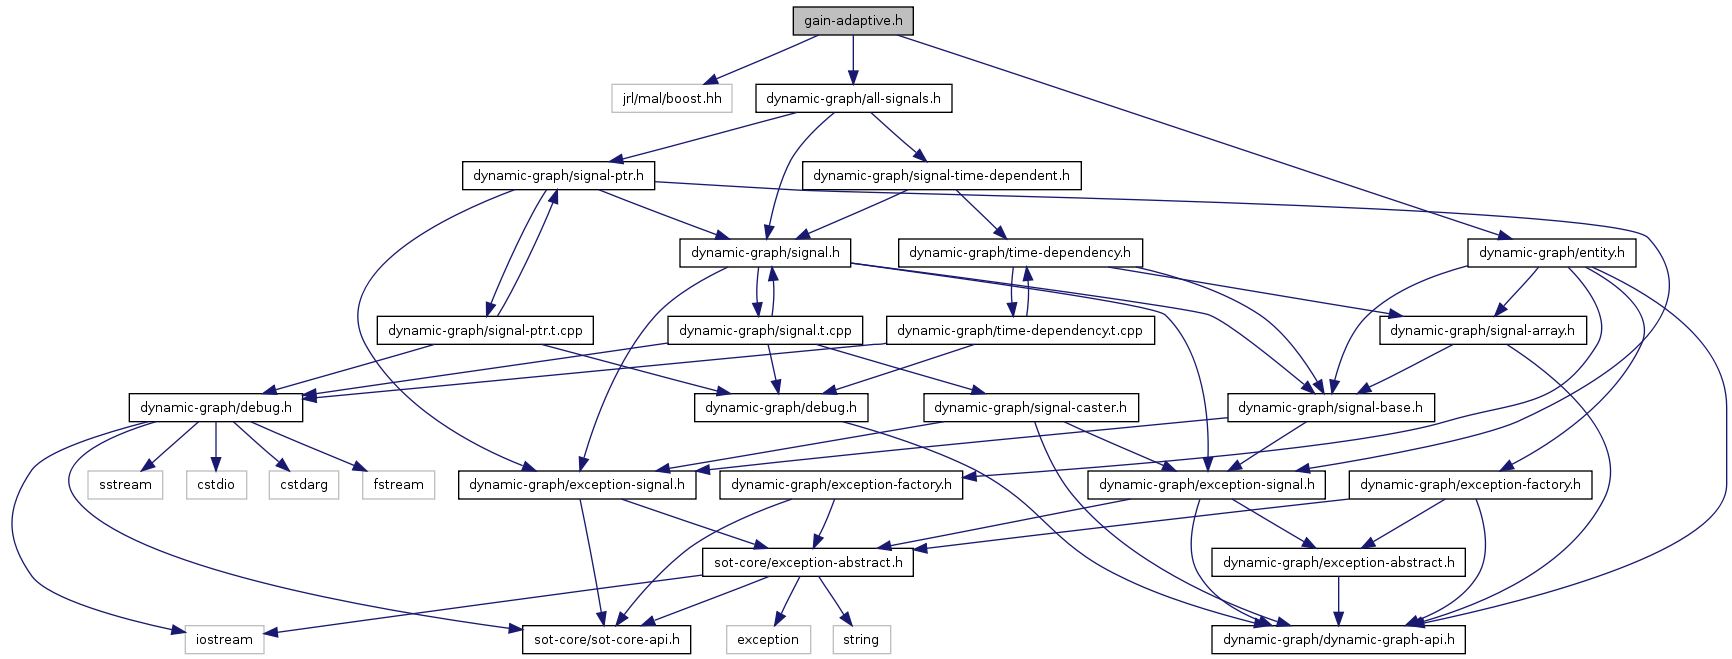 gain-adaptive.h
jrl/mal/boost.hh
dynamic-graph/all-signals.h
dynamic-graph/signal-ptr.h
dynamic-graph/signal-time-dependent.h
dynamic-graph/signal.h
dynamic-graph/time-dependency.h
dynamic-graph/entity.h
dynamic-graph/signal-ptr.t.cpp
dynamic-graph/signal.t.cpp
dynamic-graph/time-dependency.t.cpp
dynamic-graph/signal-array.h
dynamic-graph/debug.h
dynamic-graph/debug.h
dynamic-graph/signal-caster.h
dynamic-graph/signal-base.h
sstream
cstdio
cstdarg
fstream
dynamic-graph/exception-signal.h
dynamic-graph/exception-factory.h
dynamic-graph/exception-signal.h
dynamic-graph/exception-factory.h
sot-core/exception-abstract.h
dynamic-graph/exception-abstract.h
iostream
sot-core/sot-core-api.h
exception
string
dynamic-graph/dynamic-graph-api.h